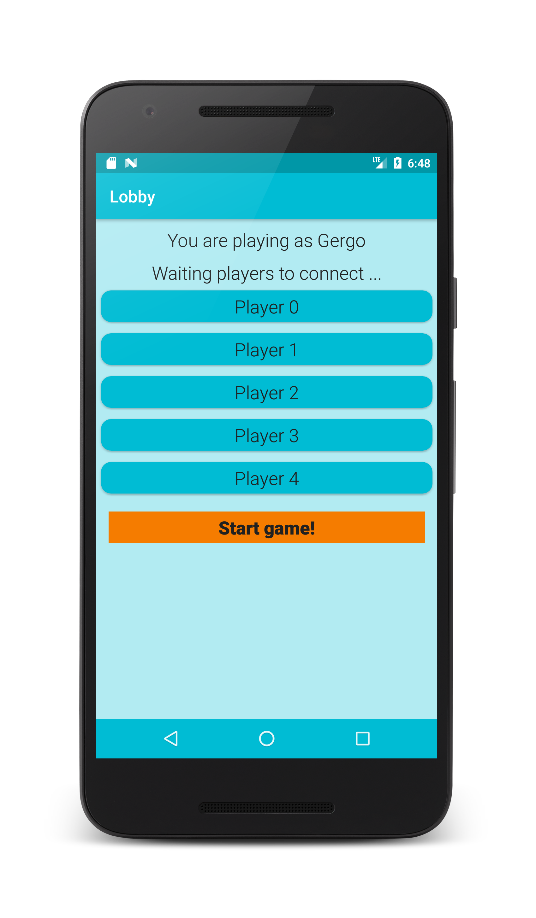 LTE 6:48
Lobby
You are playing as Gergo
Waiting players to connect ...
Player 0
Player 1
Player 2
Player 3
Player 4
Start game!